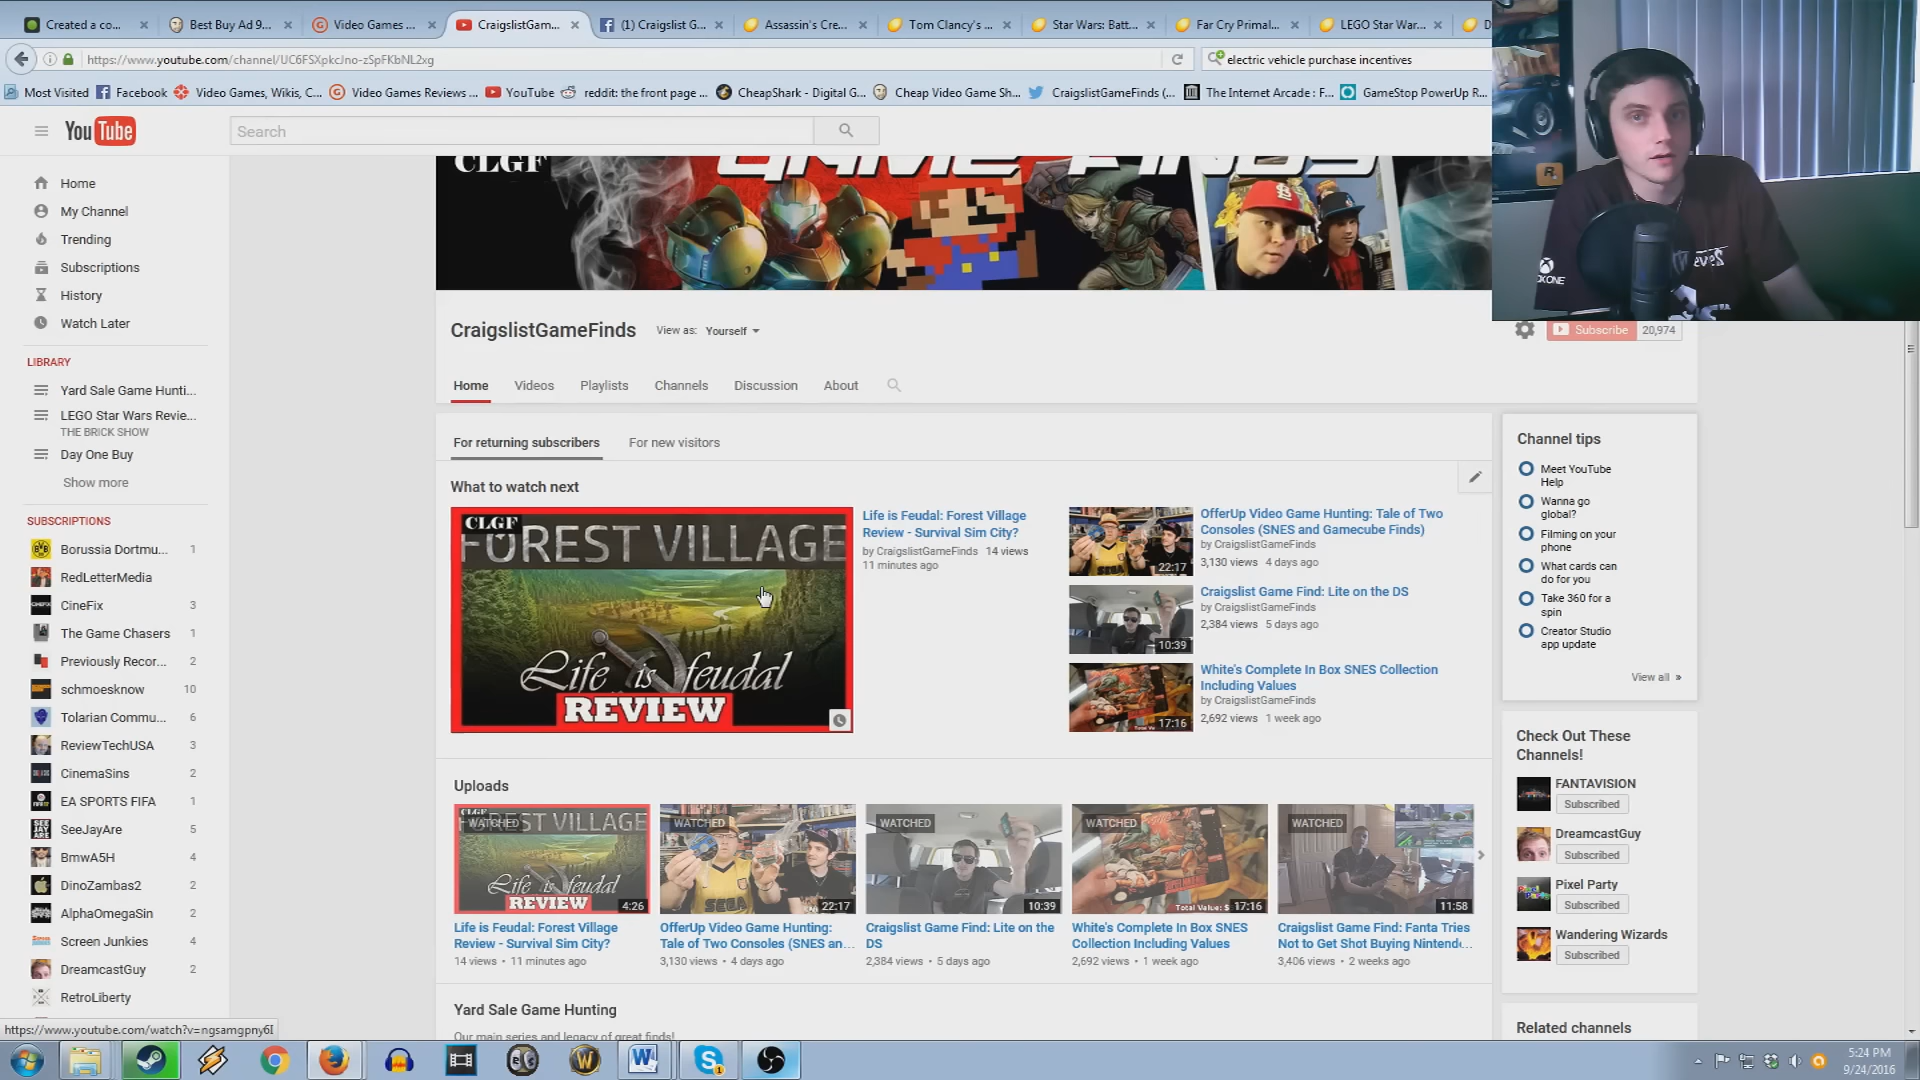 Created a co...
Best Buy Ad 9...
Video Games ...
CraigslistGam...
(1) Craigslist G...
Assassin's Cre...
Tom Clancy's ...
Star Wars: Batt...
Far Cry Primal...
LEGO Star War...
https://www.youtube.com/channel/UC6FSXpkcJno-zSpFKbNL2xg
electric vehicle purchase incentives
Most Visited
Facebook
Video Games, Wikis, C...
Video Games Reviews ...
YouTube
reddit: the front page ...
CheapShark - Digital G...
Cheap Video Game Sh...
CraigslistGameFinds (...
The Internet Arcade : F...
GameStop PowerUp R...
YouTube
Search
Home
My Channel
Trending
Subscriptions
History
Watch Later
LIBRARY
Yard Sale Game Hunti...
LEGO Star Wars Revie...
THE BRICK SHOW
Day One Buy
Show more
SUBSCRIPTIONS
Borussia Dortmu... 1
RedLetterMedia
CineFix 3
The Game Chasers 1
Previously Recor... 2
schmoesknow 10
Tolarian Commu... 6
ReviewTechUSA 3
CinemaSins 2
EA SPORTS FIFA 1
SeeJayAre 5
BmwA5H 4
DinoZambas2 2
AlphaOmegaSin 2
Screen Junkies 4
DreamcastGuy 2
RetroLiberty
https://www.youtube.com/watch?v=ngsamgpny6I
CLGF
GAME FINDS
CraigslistGameFinds
View as: Yourself
Subscribe 20,974
Home
Videos
Playlists
Channels
Discussion
About
For returning subscribers
For new visitors
What to watch next
CLGF
FOREST VILLAGE
Life is feudal
REVIEW
Life is Feudal: Forest Village
Review - Survival Sim City?
by CraigslistGameFinds 14 views
11 minutes ago
22:17
OfferUp Video Game Hunting: Tale of Two
Consoles (SNES and Gamecube Finds)
by CraigslistGameFinds
3,130 views 4 days ago
10:39
Craigslist Game Find: Lite on the DS
by CraigslistGameFinds
2,384 views 5 days ago
17:16
White's Complete In Box SNES Collection
Including Values
by CraigslistGameFinds
2,692 views 1 week ago
Uploads
CLGF
WATCHED
FOREST VILLAGE
Life is feudal
REVIEW
4:26
Life is Feudal: Forest Village
Review - Survival Sim City?
14 views • 11 minutes ago
WATCHED
SEGA
22:17
OfferUp Video Game Hunting:
Tale of Two Consoles (SNES an...
3,130 views • 4 days ago
WATCHED
10:39
Craigslist Game Find: Lite on the
DS
2,384 views • 5 days ago
WATCHED
Total Value: $
17:16
White's Complete In Box SNES
Collection Including Values
2,692 views • 1 week ago
WATCHED
11:58
Craigslist Game Find: Fanta Tries
Not to Get Shot Buying Nintend...
3,406 views • 2 weeks ago
Yard Sale Game Hunting
Our main series and legacy of great finds!
Channel tips
Meet YouTube
Help
Wanna go
global?
Filming on your
phone
What cards can
do for you
Take 360 for a
spin
Creator Studio
app update
View all »
Check Out These
Channels!
FANTAVISION
Subscribed
DreamcastGuy
Subscribed
Pixel Party
Subscribed
Wandering Wizards
Subscribed
Related channels
5:24 PM
9/24/2016